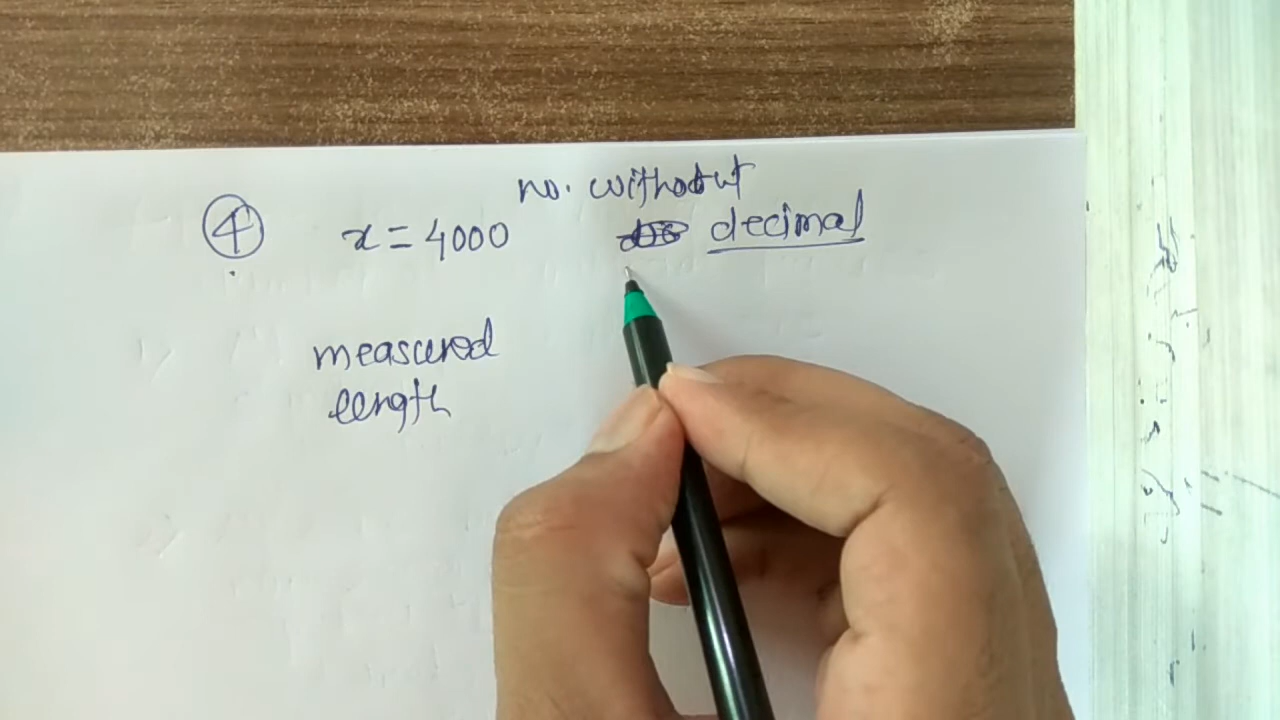 no. without
④ x = 4000 decimal
measured
length